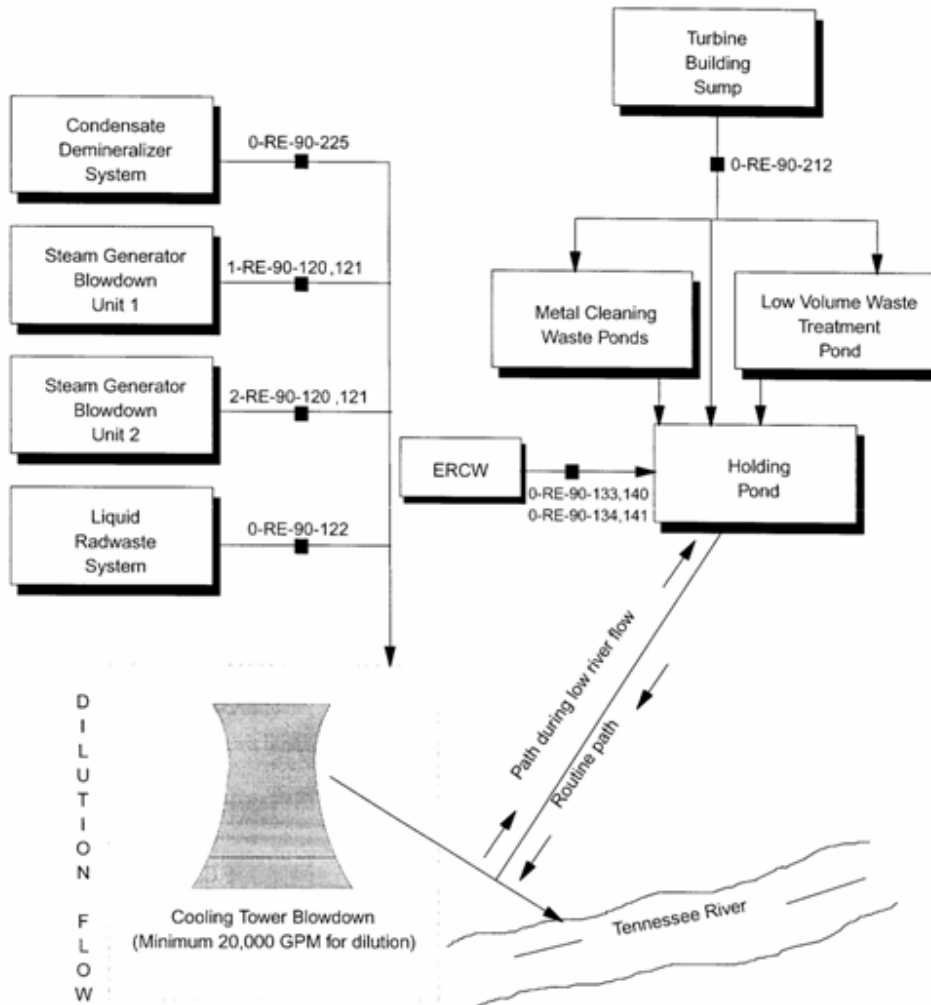 Turbine
Building
Sump
Condensate
Demineralizer
System
0-RE-90-225
0-RE-90-212
Steam Generator
Blowdown
Unit 1
1-RE-90-120 ,121
Metal Cleaning
Waste Ponds
Low Volume Waste
Treatment
Pond
Steam Generator
Blowdown
Unit 2
2-RE-90-120 ,121
ERCW
0-RE-90-133,140
0-RE-90-134,141
Holding
Pond
Liquid
Radwaste
System
0-RE-90-122
Path during low river flow
Routine path
DILUTION FLOW
Cooling Tower Blowdown
(Minimum 20,000 GPM for dilution)
Tennessee River